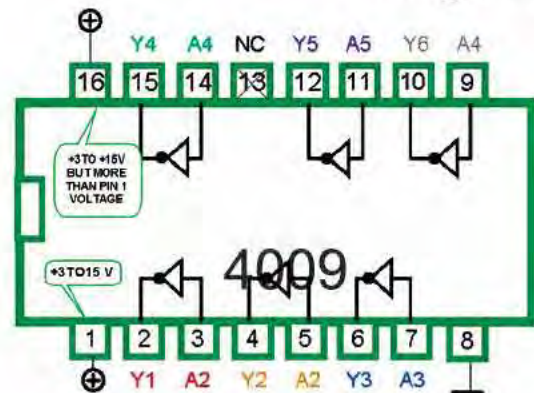 Y4 A4 NC Y5 A5 Y6 A4
16 15 14 13 12 11 10 9
+3TO +15V
BUT MORE
THAN PIN 1
VOLTAGE
4009
+3TO15 V
1 2 3 4 5 6 7 8
Y1 A2 Y2 A2 Y3 A3